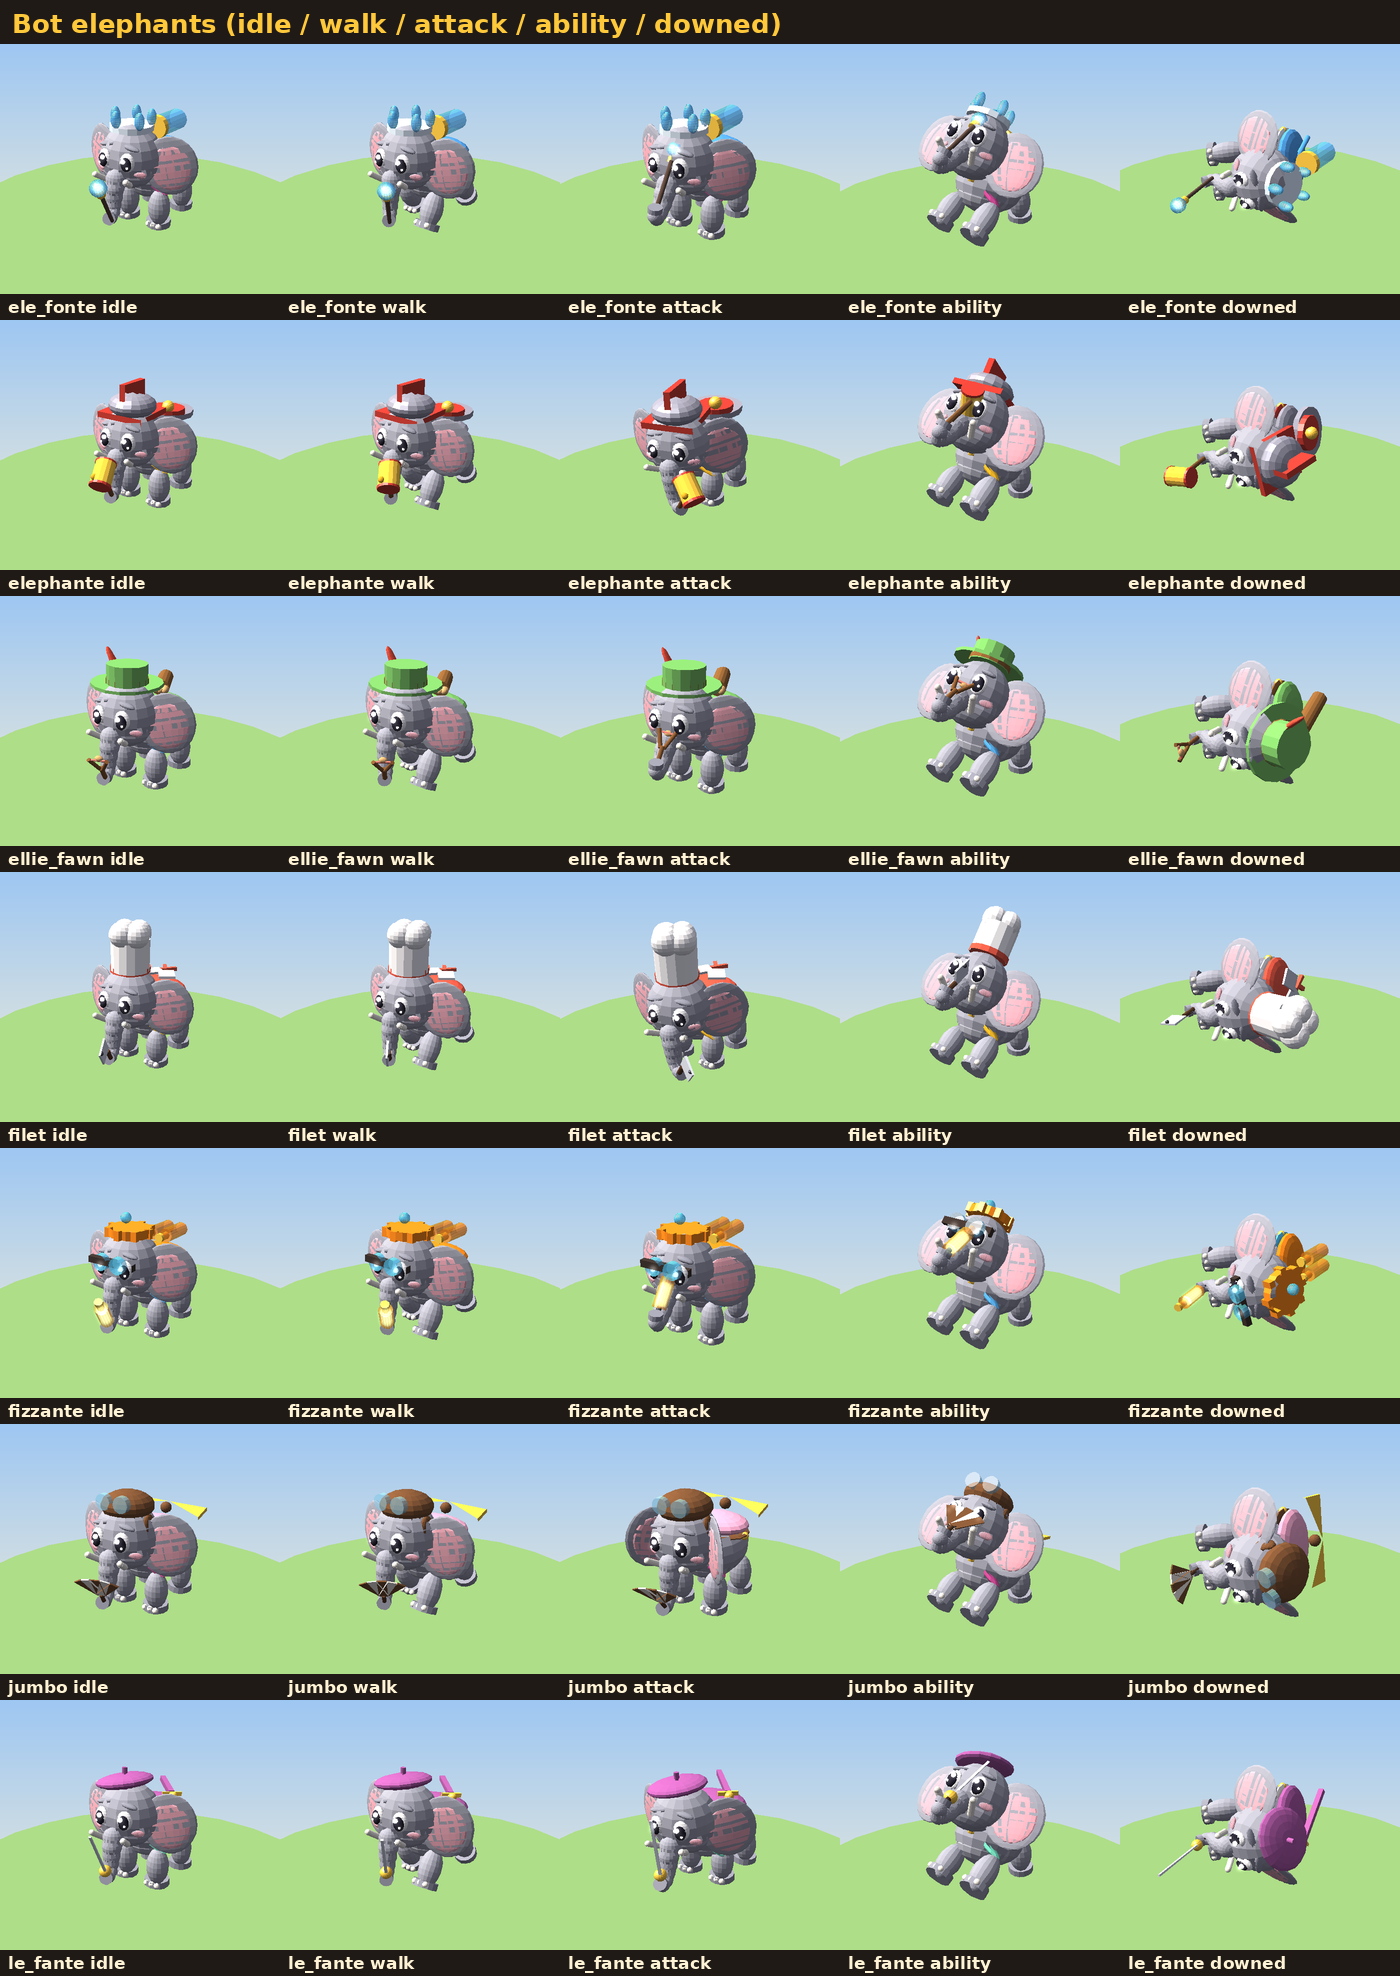 Bot elephants (idle / walk / attack / ability / downed)
ele_fonte idle
ele_fonte walk
ele_fonte attack
ele_fonte ability
ele_fonte downed
elephante idle
elephante walk
elephante attack
elephante ability
elephante downed
ellie_fawn idle
ellie_fawn walk
ellie_fawn attack
ellie_fawn ability
ellie_fawn downed
filet idle
filet walk
filet attack
filet ability
filet downed
fizzante idle
fizzante walk
fizzante attack
fizzante ability
fizzante downed
jumbo idle
jumbo walk
jumbo attack
jumbo ability
jumbo downed
le_fante idle
le_fante walk
le_fante attack
le_fante ability
le_fante downed